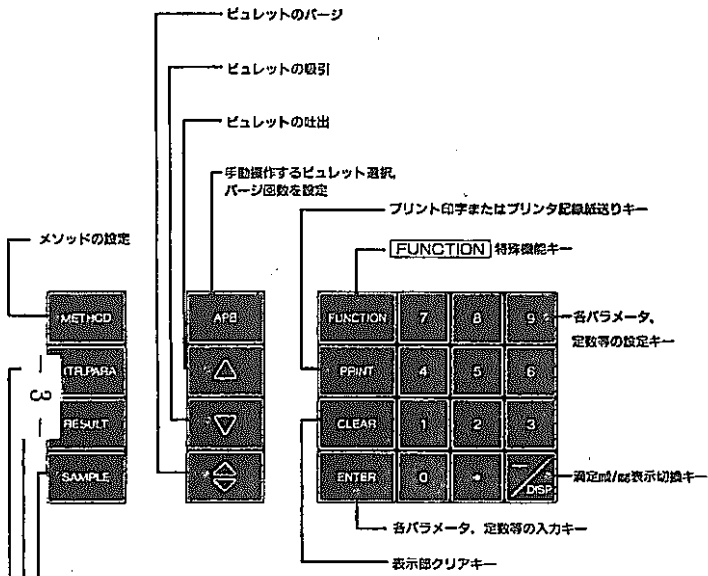 ビュレットのパージ
ビュレットの吸引
ビュレットの吐出
手動操作するビュレット選択,
パージ回数を設定
プリント印字またはプリンタ記録紙送りキー
メソッドの設定
FUNCTION 特殊機能キー
METHOD
APB
FUNCTION 7 8 9
各パラメータ、
定数等の設定キー
TR.PARA
PRINT 4 5 6
— 3 —
RESULT
CLEAR 1 2 3
SAMPLE
ENTER 0
DISP
滴定mℓ/mg表示切換キー
各パラメータ、定数等の入力キー
表示部クリアキー